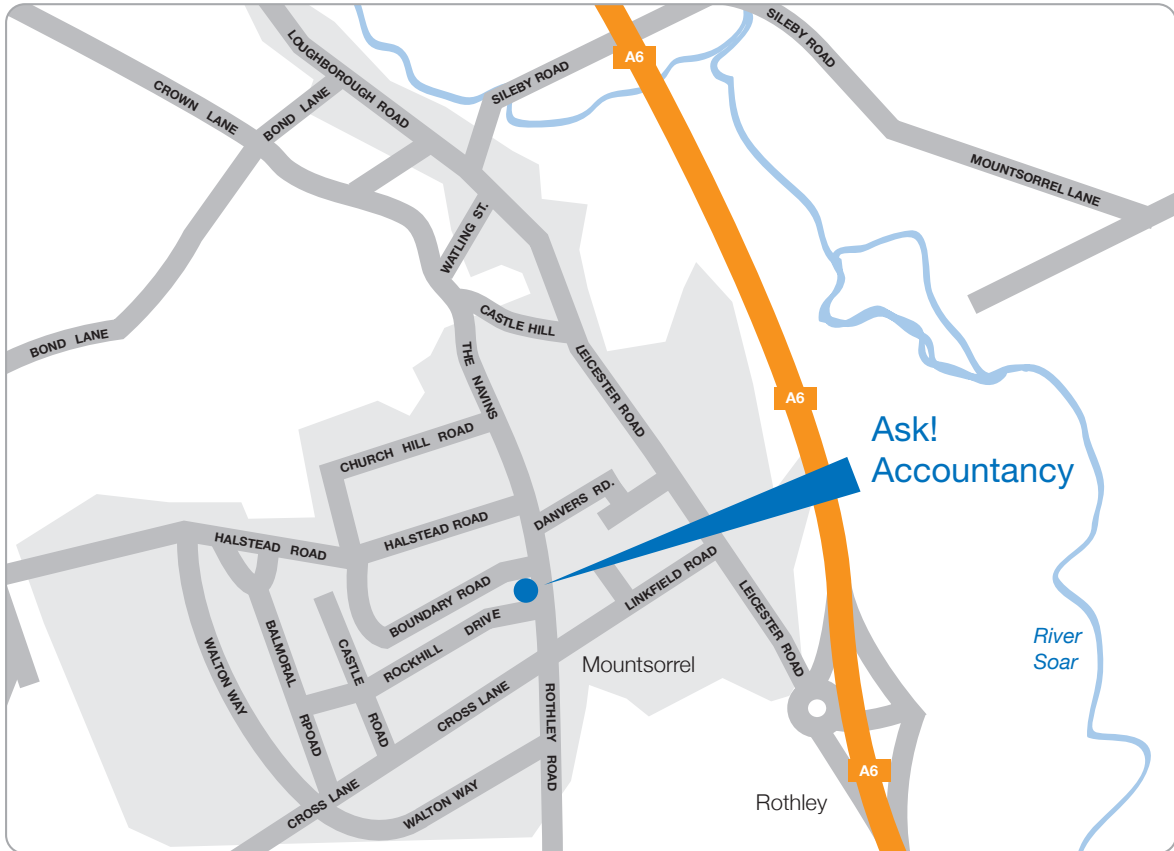 A6
SILEBY ROAD
SILEBY ROAD
LOUGHBOROUGH ROAD
CROWN LANE
BOND LANE
MOUNTSORREL LANE
WATLING ST.
BOND LANE
CASTLE HILL
THE NAVINS
LEICESTER ROAD
A6
Ask!
Accountancy
CHURCH HILL ROAD
DANVERS RD.
HALSTEAD ROAD
HALSTEAD ROAD
BOUNDARY ROAD
LINKFIELD ROAD
LEICESTER ROAD
ROCKHILL DRIVE
BALMORAL
RPOAD
CASTLE
ROAD
WALTON WAY
Mountsorrel
River
Soar
CROSS LANE
ROTHLEY ROAD
A6
Rothley
CROSS LANE
WALTON WAY